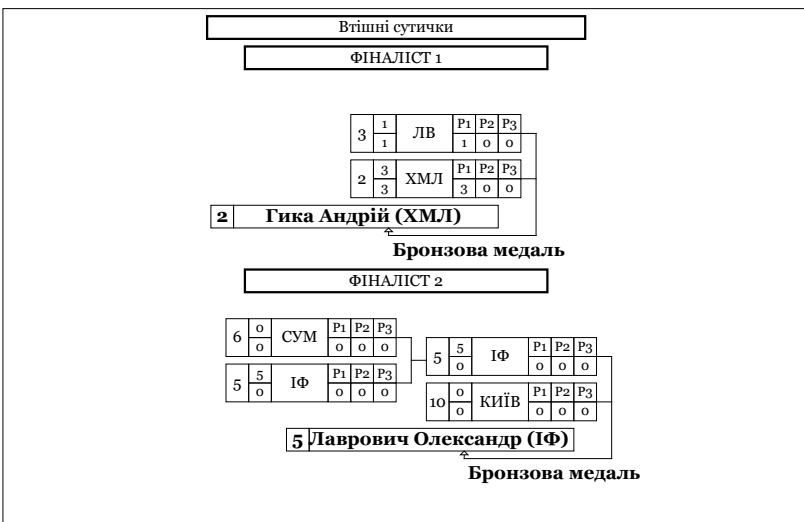 Втішні сутички
ФІНАЛІСТ 1
3 1 ЛВ P1 P2 P3
1 1 0 0
2 3 ХМЛ P1 P2 P3
3 3 0 0
2 Гика Андрій (ХМЛ)
Бронзова медаль
ФІНАЛІСТ 2
6 0 СУМ P1 P2 P3
0 0 0 0
5 5 ІФ P1 P2 P3
0 0 0 0
5 5 ІФ P1 P2 P3
0 0 0 0
10 0 КИЇВ P1 P2 P3
0 0 0 0
5 Лаврович Олександр (ІФ)
Бронзова медаль